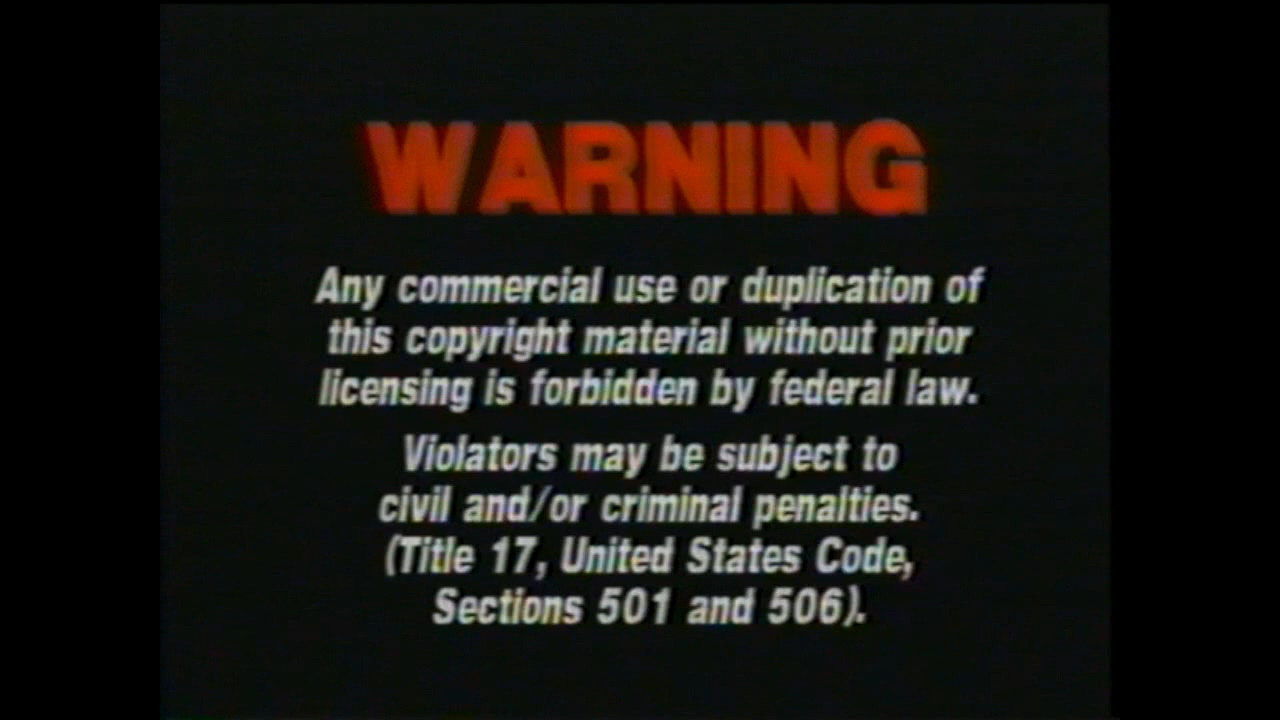 WARNING
Any commercial use or duplication of
this copyright material without prior
licensing is forbidden by federal law.
Violators may be subject to
civil and/or criminal penalties.
(Title 17, United States Code,
Sections 501 and 506).